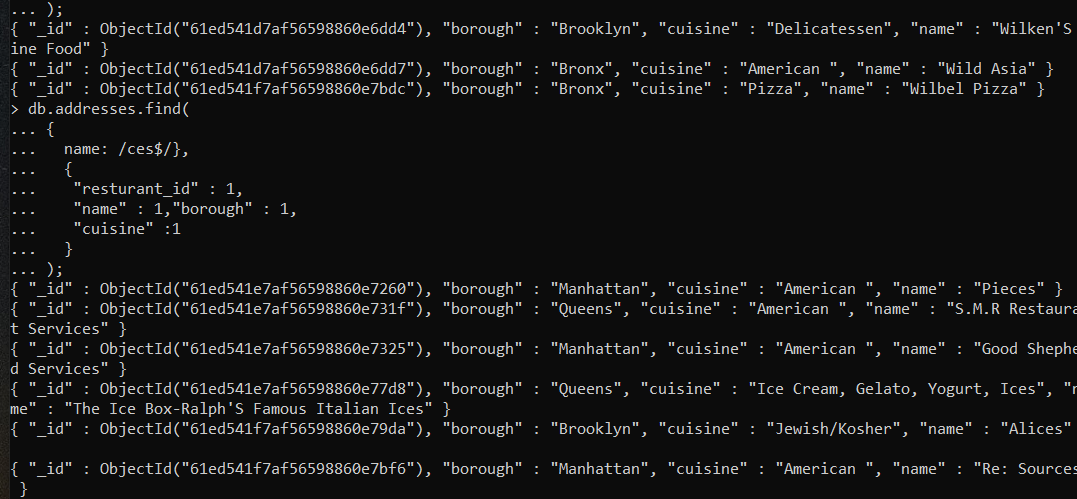 ... );
{ "_id" : ObjectId("61ed541d7af56598860e6dd4"), "borough" : "Brooklyn", "cuisine" : "Delicatessen", "name" : "Wilken'S
ine Food" }
{ "_id" : ObjectId("61ed541d7af56598860e6dd7"), "borough" : "Bronx", "cuisine" : "American ", "name" : "Wild Asia" }
{ "_id" : ObjectId("61ed541f7af56598860e7bdc"), "borough" : "Bronx", "cuisine" : "Pizza", "name" : "Wilbel Pizza" }
> db.addresses.find(
... {
...   name: /ces$/},
...   {
...    "resturant_id" : 1,
...    "name" : 1,"borough" : 1,
...    "cuisine" :1
...   }
... );
{ "_id" : ObjectId("61ed541e7af56598860e7260"), "borough" : "Manhattan", "cuisine" : "American ", "name" : "Pieces" }
{ "_id" : ObjectId("61ed541e7af56598860e731f"), "borough" : "Queens", "cuisine" : "American ", "name" : "S.M.R Restaura
t Services" }
{ "_id" : ObjectId("61ed541e7af56598860e7325"), "borough" : "Manhattan", "cuisine" : "American ", "name" : "Good Shephe
d Services" }
{ "_id" : ObjectId("61ed541e7af56598860e77d8"), "borough" : "Queens", "cuisine" : "Ice Cream, Gelato, Yogurt, Ices", "n
me" : "The Ice Box-Ralph'S Famous Italian Ices" }
{ "_id" : ObjectId("61ed541f7af56598860e79da"), "borough" : "Brooklyn", "cuisine" : "Jewish/Kosher", "name" : "Alices"
{ "_id" : ObjectId("61ed541f7af56598860e7bf6"), "borough" : "Manhattan", "cuisine" : "American ", "name" : "Re: Sources
}